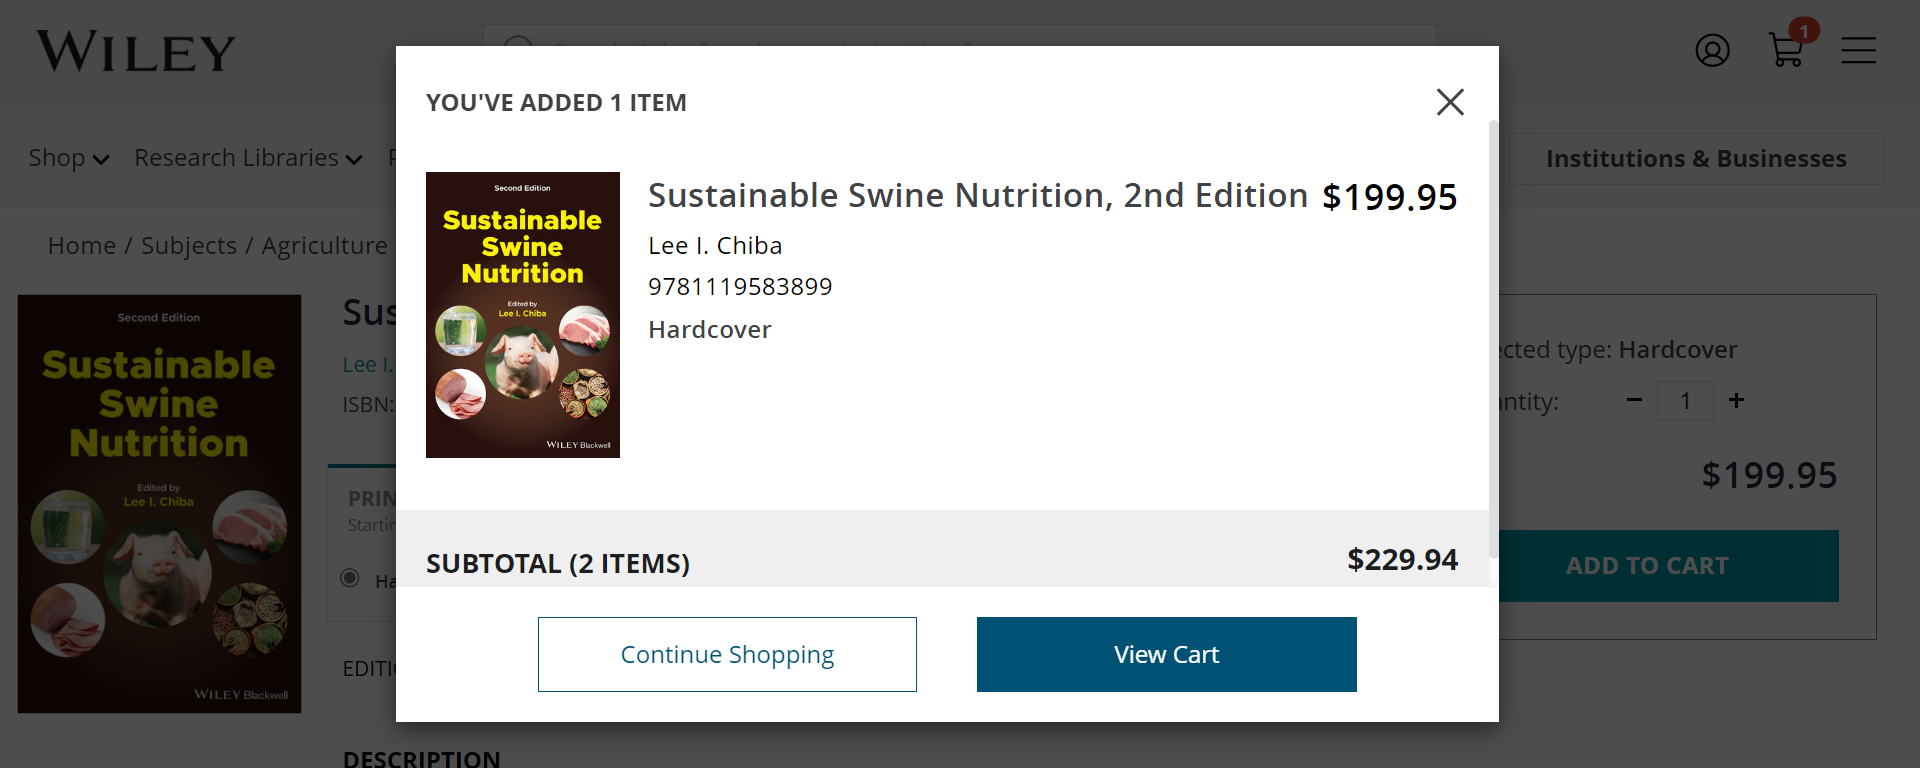 WILEY
1
YOU'VE ADDED 1 ITEM
Shop
Research Libraries
Institutions & Businesses
Second Edition
Sustainable
Swine
Nutrition
Edited by
Lee I. Chiba
WILEY Blackwell
Sustainable Swine Nutrition, 2nd Edition
$199.95
Lee I. Chiba
9781119583899
Hardcover
Home / Subjects / Agriculture
Second Edition
Sustainable
Swine
Nutrition
Edited by
Lee I. Chiba
WILEY Blackwell
Sus
Lee I.
ISBN:
PRIN
Startin
Ha
EDITI
DESCRIPTION
ected type: Hardcover
antity:
1
$199.95
ADD TO CART
SUBTOTAL (2 ITEMS)
$229.94
Continue Shopping
View Cart